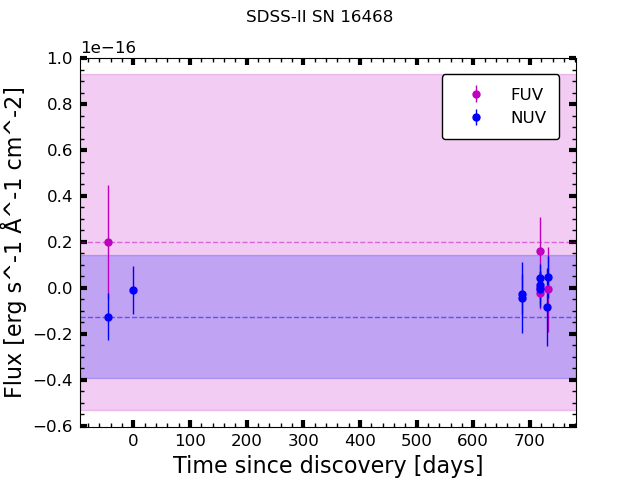 SDSS-II SN 16468
1e−16
1.0
0.8
0.6
0.4
0.2
0.0
−0.2
−0.4
−0.6
Flux [erg s^-1 Å^-1 cm^-2]
FUV
NUV
0 100 200 300 400 500 600 700
Time since discovery [days]